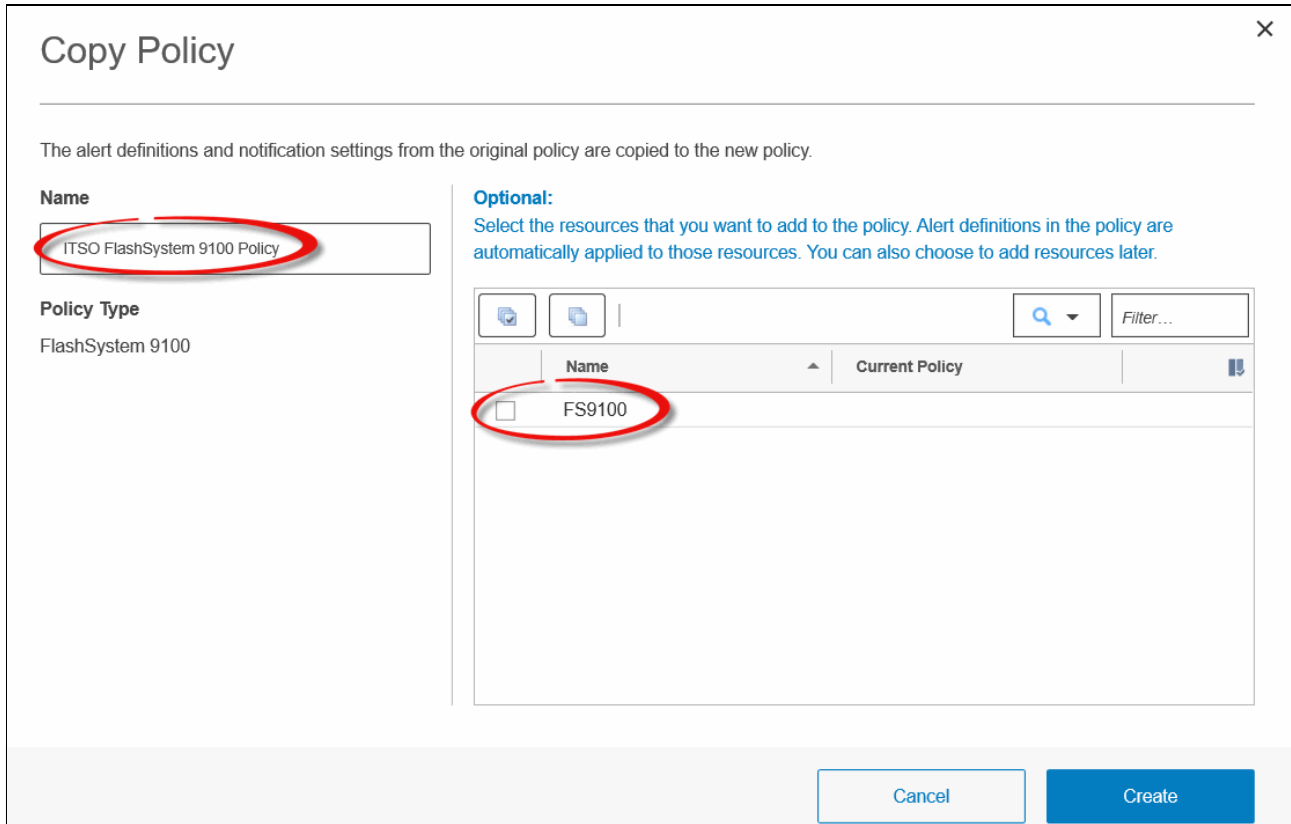 Copy Policy
The alert definitions and notification settings from the original policy are copied to the new policy.
Name
ITSO FlashSystem 9100 Policy
Policy Type
FlashSystem 9100
Optional:
Select the resources that you want to add to the policy. Alert definitions in the policy are
automatically applied to those resources. You can also choose to add resources later.
Filter...
Name Current Policy
FS9100
Cancel Create